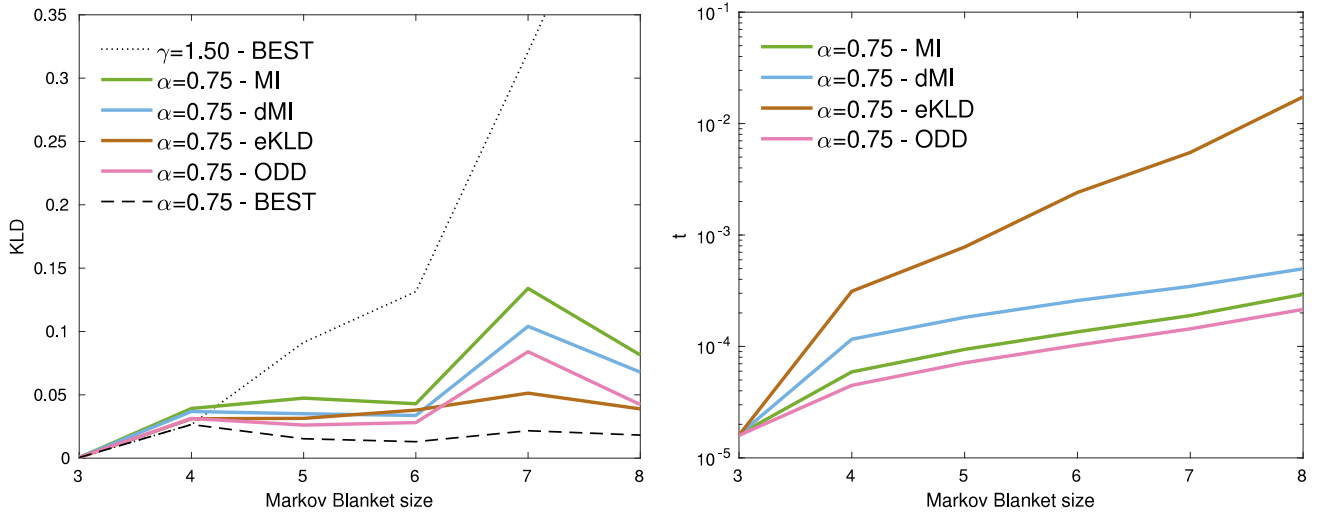 0.35
0.3
0.25
0.2
0.15
0.1
0.05
0
KLD
γ=1.50 - BEST
α=0.75 - MI
α=0.75 - dMI
α=0.75 - eKLD
α=0.75 - ODD
α=0.75 - BEST
3 4 5 6 7 8
Markov Blanket size
10⁻¹
10⁻²
10⁻³
10⁻⁴
10⁻⁵
t
α=0.75 - MI
α=0.75 - dMI
α=0.75 - eKLD
α=0.75 - ODD
3 4 5 6 7 8
Markov Blanket size